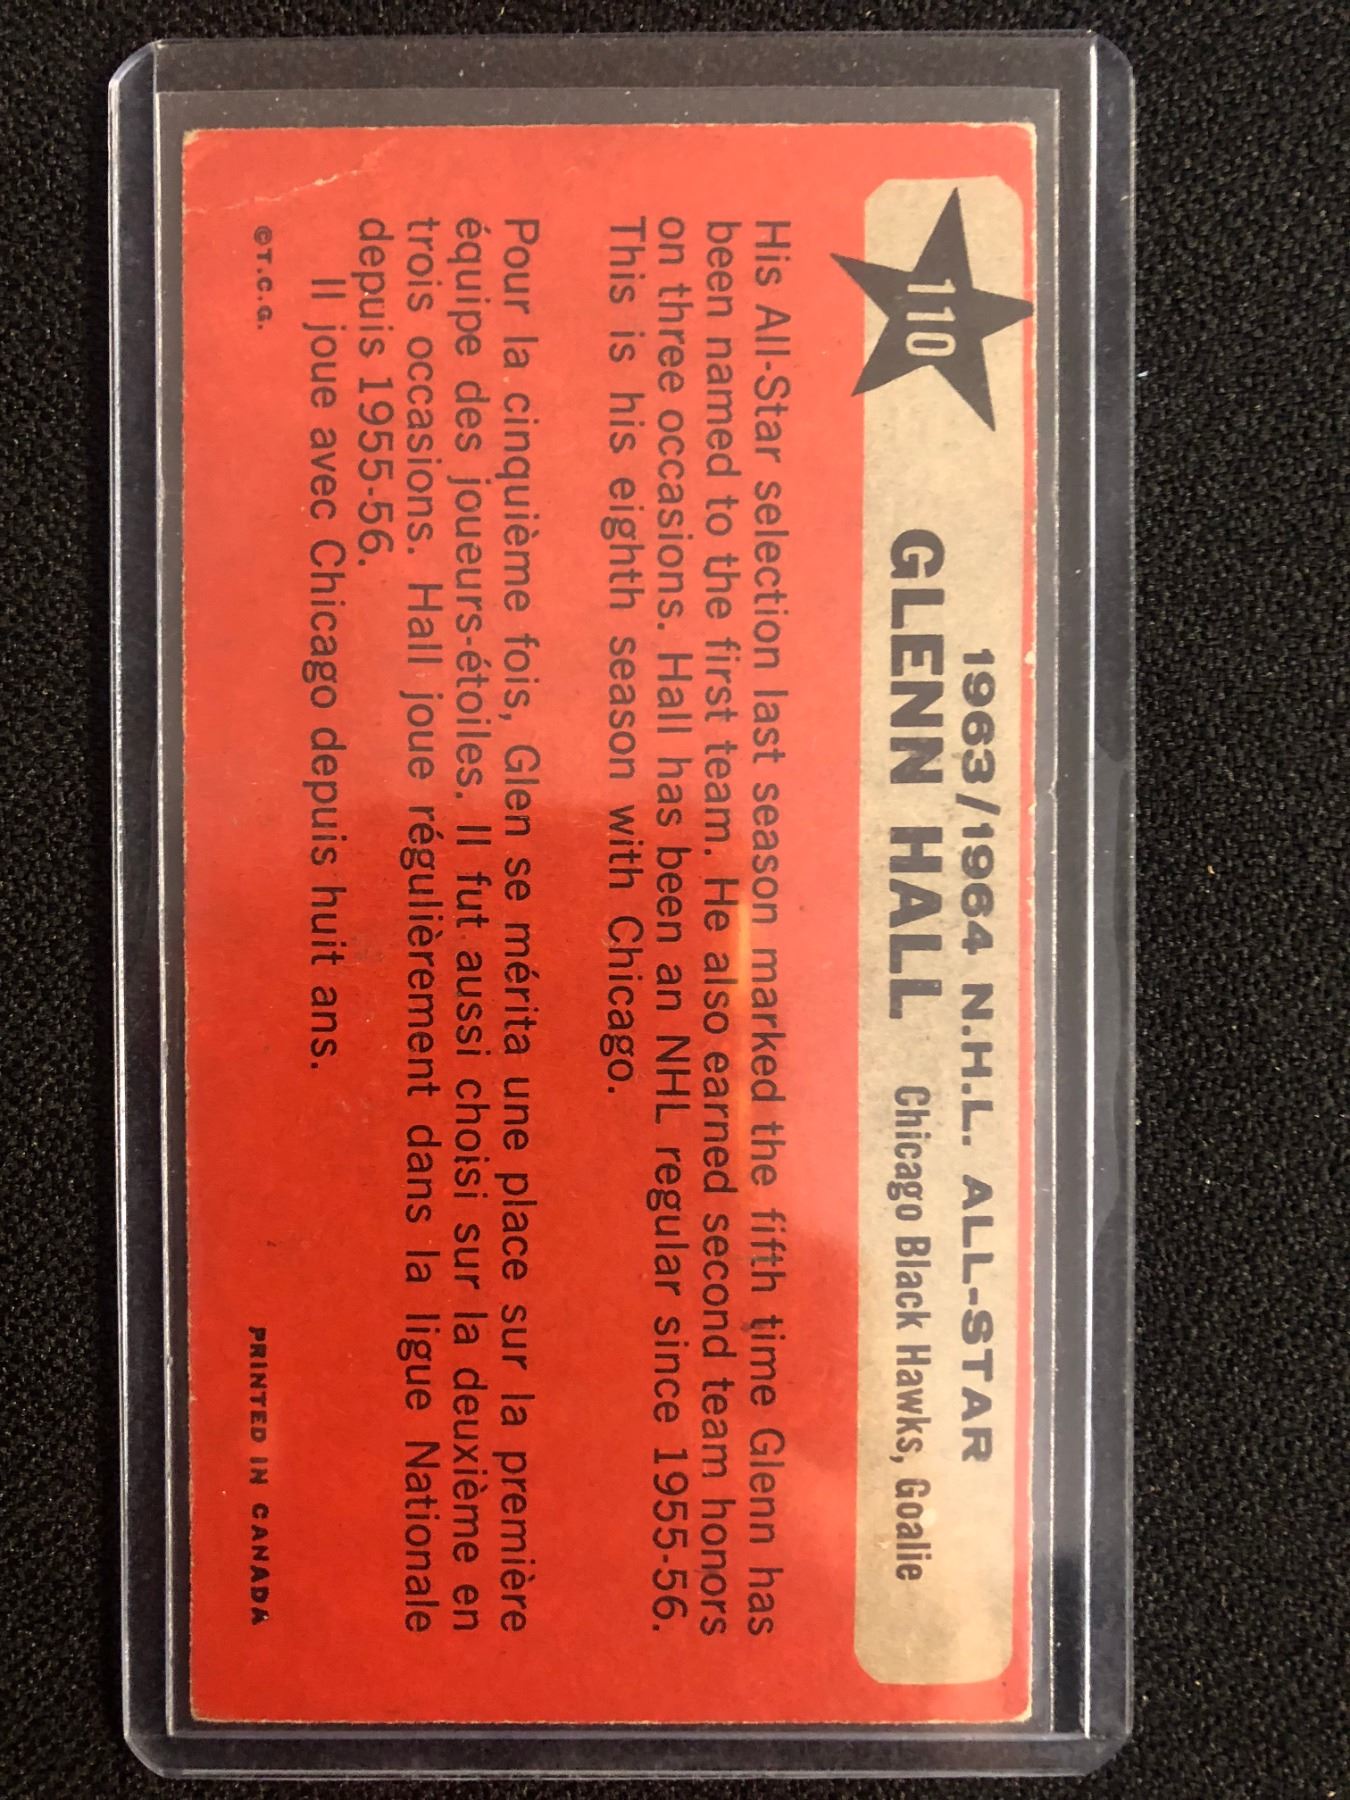 110
1963/1964 N.H.L. ALL-STAR
GLENN HALL Chicago Black Hawks, Goalie
His All-Star selection last season marked the fifth time Glenn has
been named to the first team. He also earned second team honors
on three occasions. Hall has been an NHL regular since 1955-56.
This is his eighth season with Chicago.
Pour la cinquième fois, Glen se mérita une place sur la première
équipe des joueurs-étoiles. Il fut aussi choisi sur la deuxième en
trois occasions. Hall joue régulièrement dans la ligue Nationale
depuis 1955-56.
Il joue avec Chicago depuis huit ans.
©T.C.G.
PRINTED IN CANADA